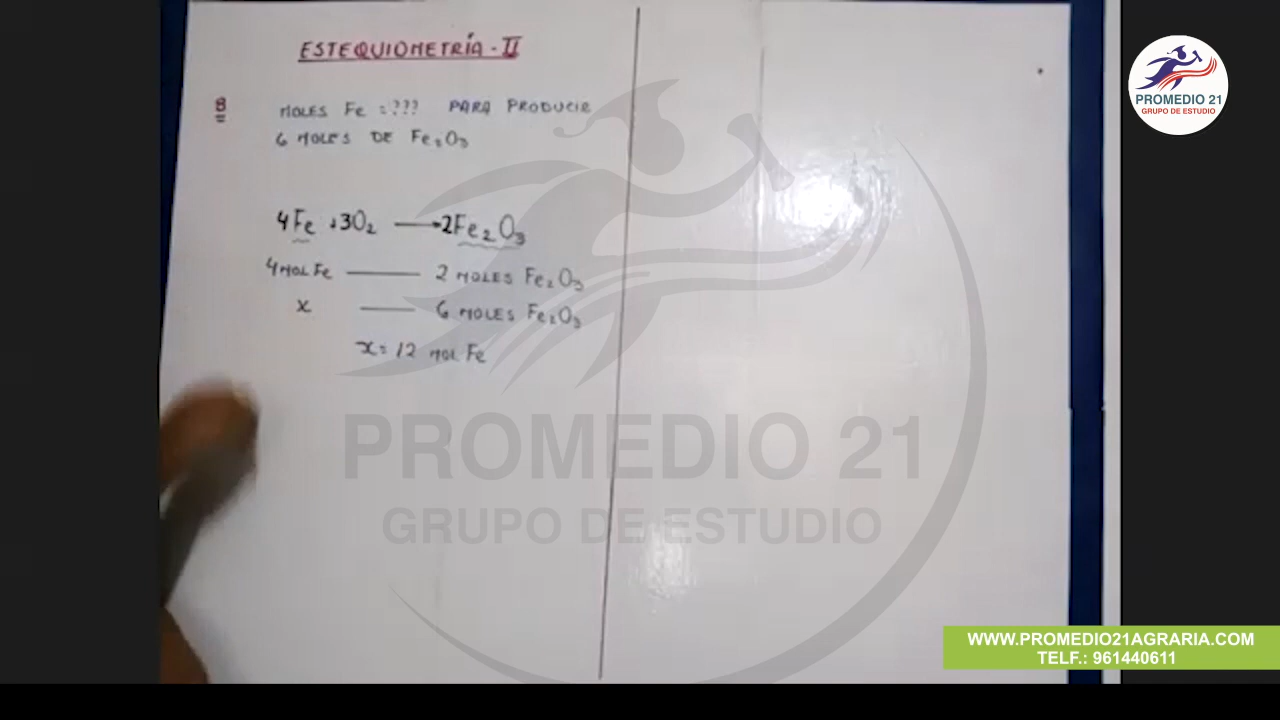 ESTEQUIOMETRÍA - II
8
MOLES Fe = ??? PARA PRODUCIR
6 MOLES DE Fe₂O₃
4Fe + 3O₂ → 2Fe₂O₃
4 MOL Fe — 2 MOLES Fe₂O₃
x — 6 MOLES Fe₂O₃
x = 12 MOL Fe
PROMEDIO 21
GRUPO DE ESTUDIO
PROMEDIO 21
GRUPO DE ESTUDIO
WWW.PROMEDIO21AGRARIA.COM
TELF.: 961440611